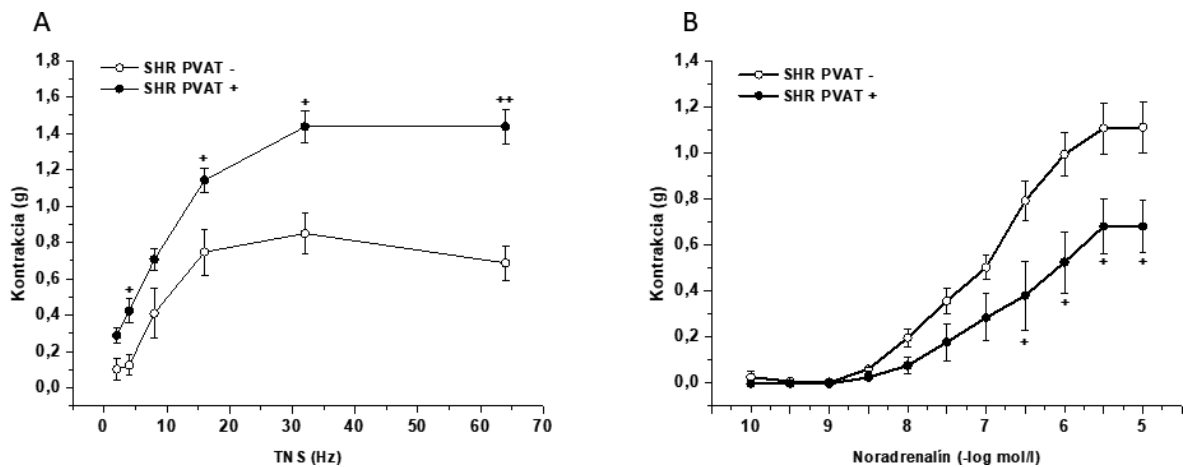 A
SHR PVAT -
SHR PVAT +
Kontrakcia (g)
1,8
1,6
1,4
1,2
1,0
0,8
0,6
0,4
0,2
0,0
+
+
+
++
0 10 20 30 40 50 60 70
TNS (Hz)
B
SHR PVAT -
SHR PVAT +
Kontrakcia (g)
1,4
1,2
1,0
0,8
0,6
0,4
0,2
0,0
+
+
+
+
10 9 8 7 6 5
Noradrenalín (-log mol/l)